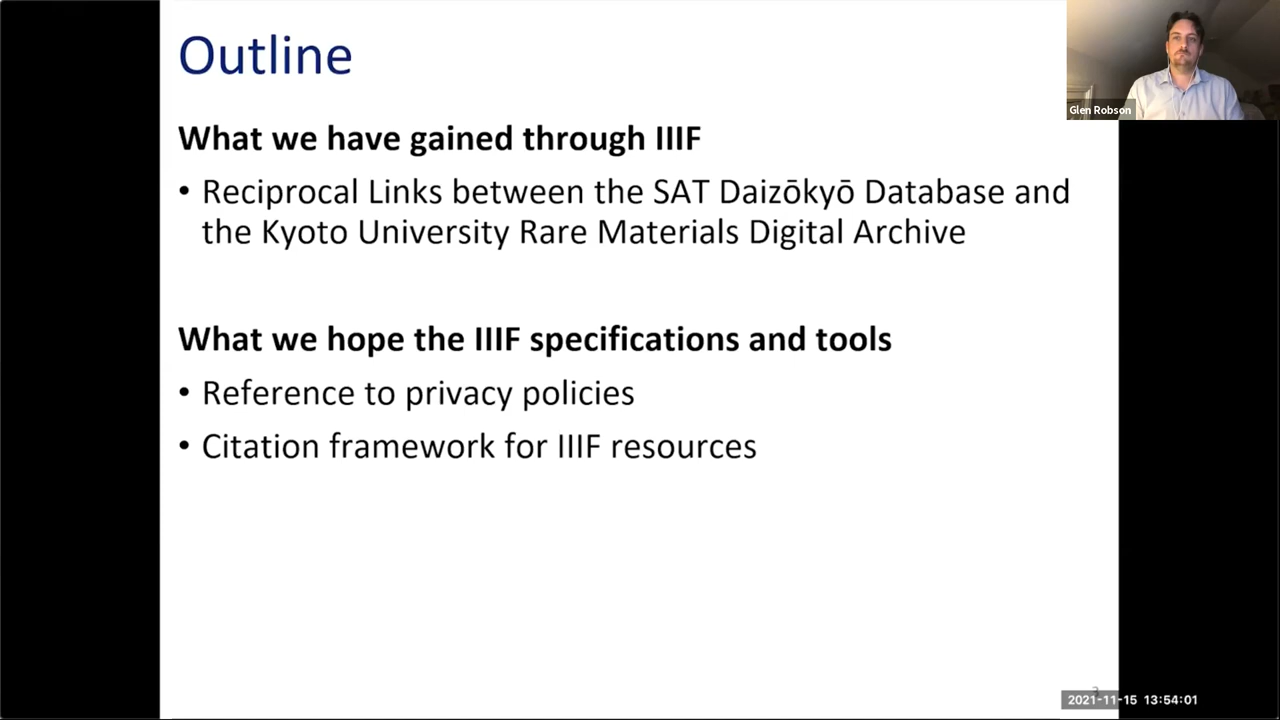 Outline
Glen Robson
What we have gained through IIIF
• Reciprocal Links between the SAT Daizōkyō Database and
the Kyoto University Rare Materials Digital Archive
What we hope the IIIF specifications and tools
• Reference to privacy policies
• Citation framework for IIIF resources
3
2021-11-15 13:54:01